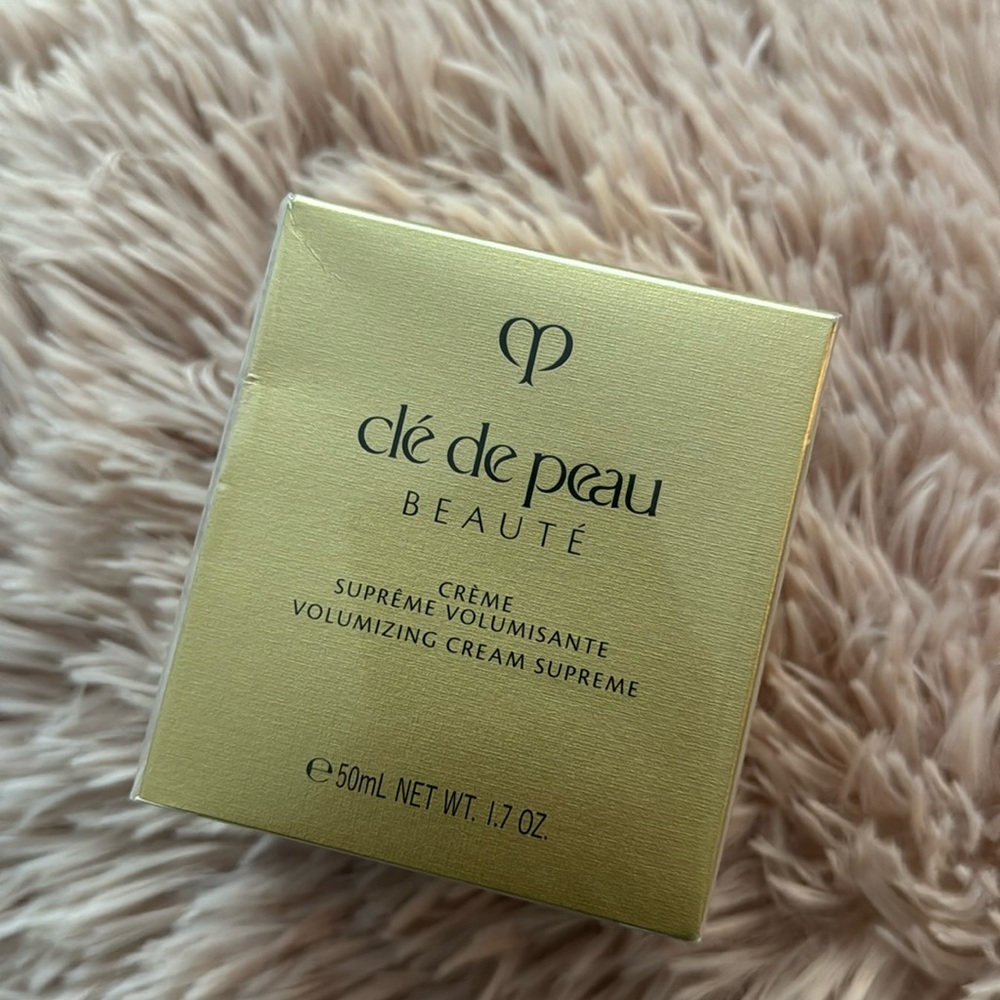 clé de peau
BEAUTÉ
CRÈME
SUPRÊME VOLUMISANTE
VOLUMIZING CREAM SUPREME
℮ 50mL NET WT. 1.7 OZ.